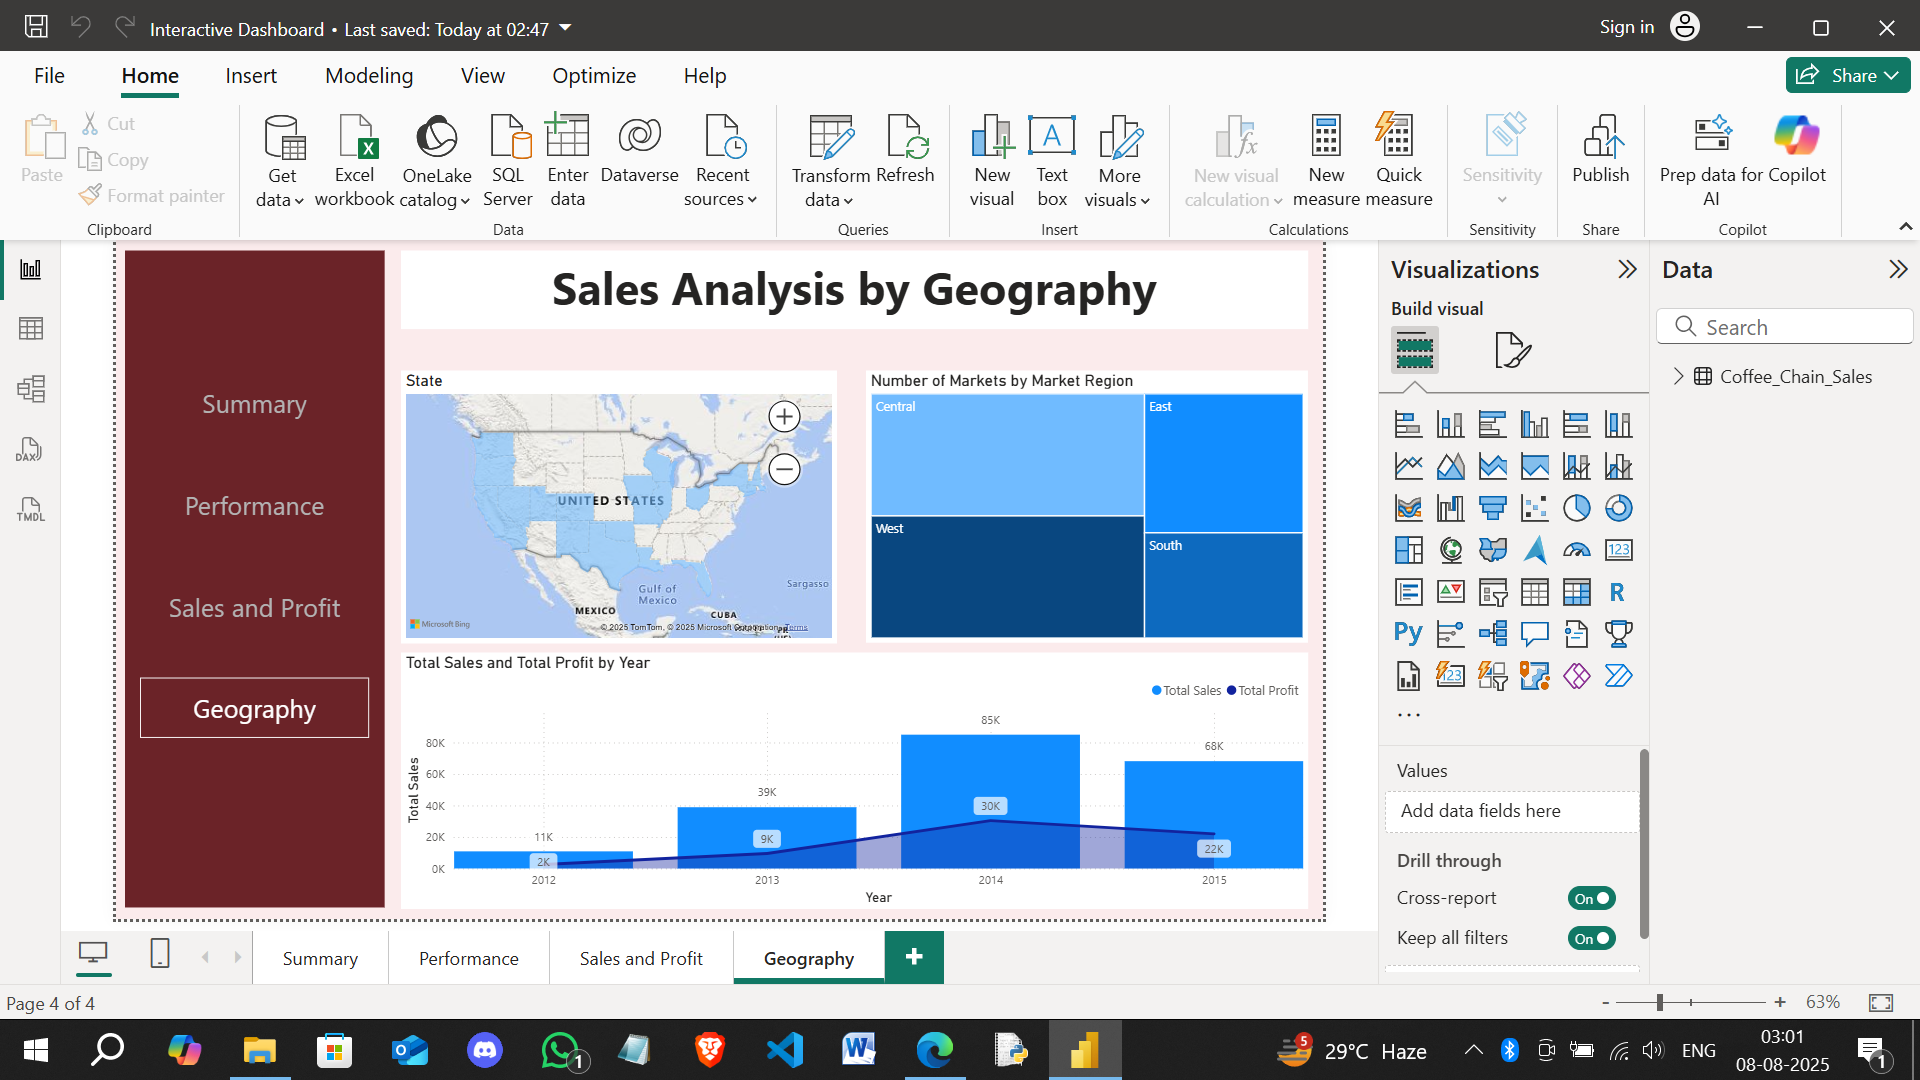 Interactive Dashboard • Last saved: Today at 02:47
Sign in
File Home Insert Modeling View Optimize Help
Share
Paste
Cut
Copy
Format painter
Clipboard
Get data
Excel workbook
OneLake catalog
SQL Server
Enter data
Dataverse
Recent sources
Data
Transform data
Refresh
Queries
New visual
Text box
More visuals
Insert
New visual calculation
New measure
Quick measure
Calculations
Sensitivity
Sensitivity
Publish
Share
Prep data for AI
Copilot
Copilot
DAX
TMDL
Summary
Performance
Sales and Profit
Geography
Sales Analysis by Geography
State
UNITED STATES
Gulf of
Mexico
Sargasso
MEXICO
CUBA
Microsoft Bing
© 2025 TomTom, © 2025 Microsoft Corporation Terms
Number of Markets by Market Region
Central
East
West
South
Total Sales and Total Profit by Year
Total Sales Total Profit
Total Sales
80K
60K
40K
20K
0K
11K
39K
85K
68K
2K
9K
30K
22K
2012 2013 2014 2015
Year
Visualizations
Build visual
123
R
Py
123
...
Values
Add data fields here
Drill through
Cross-report
On
Keep all filters
On
Data
Search
Coffee_Chain_Sales
Summary Performance Sales and Profit Geography +
Page 4 of 4
- + 63%
1
5
29°C Haze
ENG
03:01
08-08-2025
1